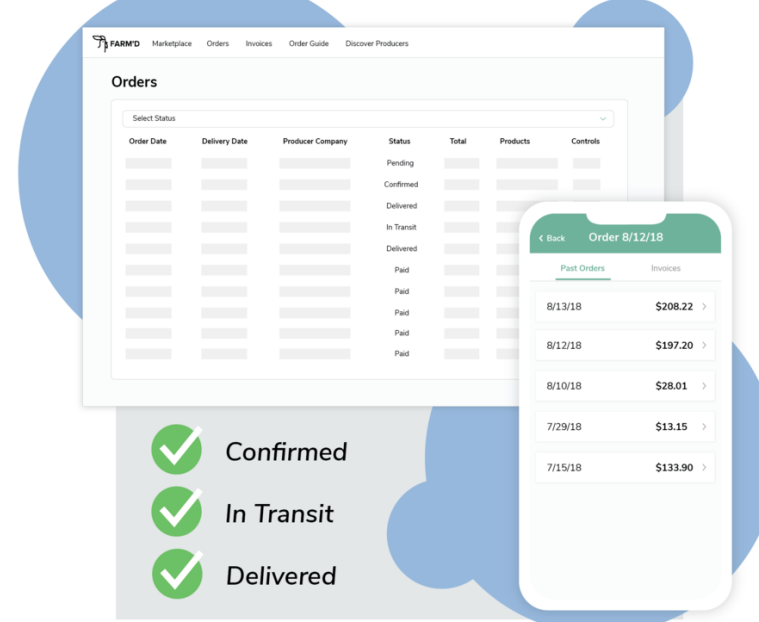 FARM'D Marketplace Orders Invoices Order Guide Discover Producers
Orders
Select Status
Order Date Delivery Date Producer Company Status Total Products Controls
Pending
Confirmed
Delivered
In Transit
Delivered
Paid
Paid
Paid
Paid
Paid
Back Order 8/12/18
Past Orders Invoices
8/13/18 $208.22
8/12/18 $197.20
8/10/18 $28.01
7/29/18 $13.15
7/15/18 $133.90
Confirmed
In Transit
Delivered